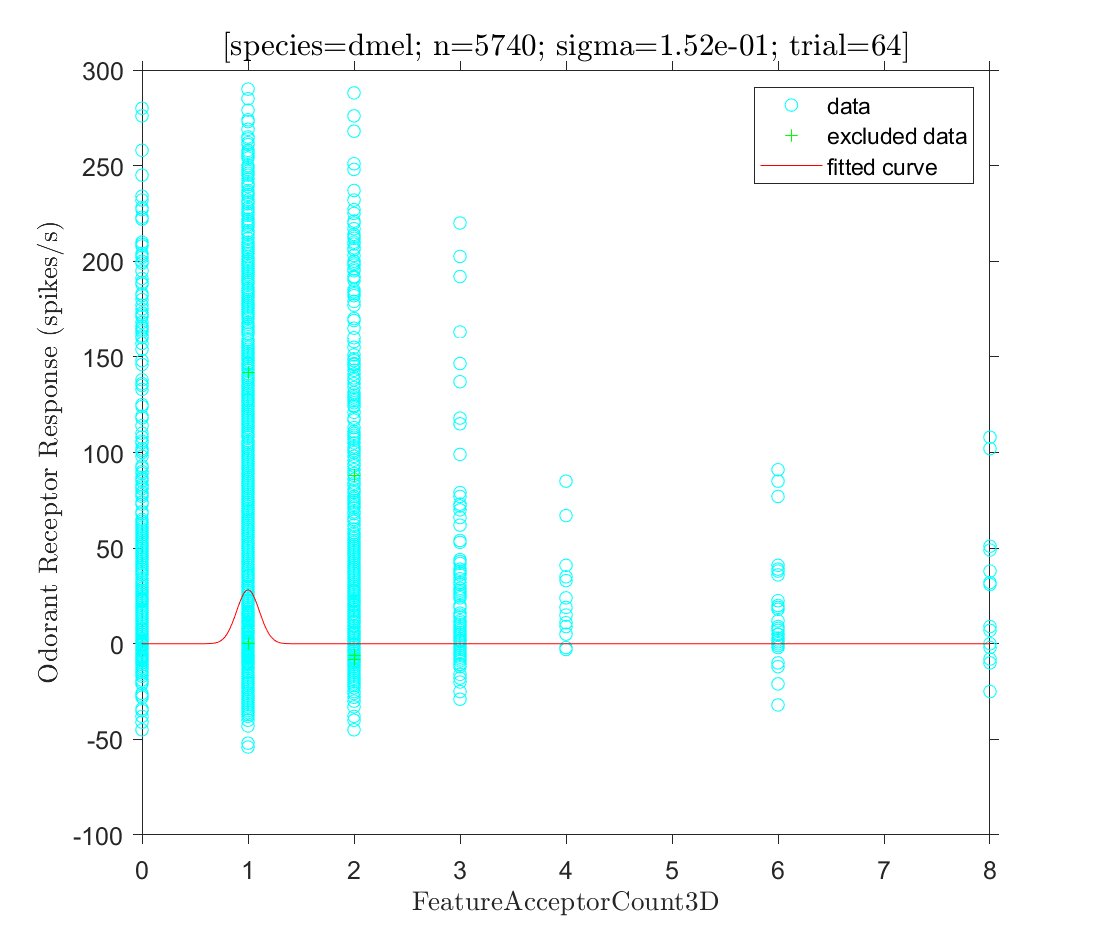 [species=dmel; n=5740; sigma=1.52e-01; trial=64]
300
250
200
150
100
50
0
-50
-100
Odorant Receptor Response (spikes/s)
data
excluded data
fitted curve
0 1 2 3 4 5 6 7 8
FeatureAcceptorCount3D